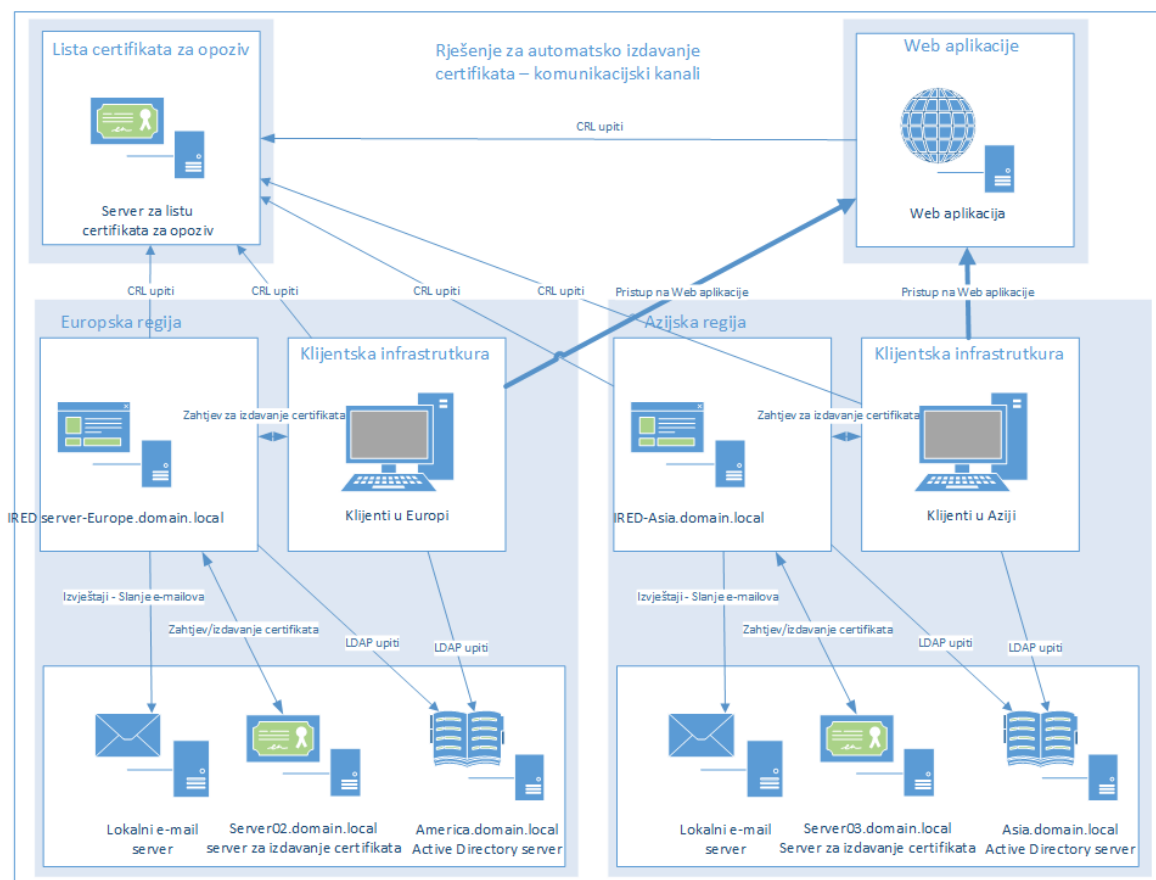 Lista certifikata za opoziv
Rješenje za automatsko izdavanje
certifikata – komunikacijski kanali
Web aplikacije
CRL upiti
Server za listu
certifikata za opoziv
Web aplikacija
CRL upiti
CRL upiti
CRL upiti
CRL upiti
Pristup na Web aplikacije
Pristup na Web aplikacije
Europska regija
Azijska regija
Klijentska infrastrutkura
Klijentska infrastrutkura
Zahtjev za izdavanje certifikata
Zahtjev za izdavanje certifikata
IRED server-Europe.domain.local
Klijenti u Europi
IRED-Asia.domain.local
Klijenti u Aziji
Izvještaji - Slanje e-mailova
Zahtjev/izdavanje certifikata
LDAP upiti
LDAP upiti
Izvještaji - Slanje e-mailova
Zahtjev/izdavanje certifikata
LDAP upiti
LDAP upiti
Lokalni e-mail
server
Server02.domain.local
server za izdavanje certifikata
America.domain.local
Active Directory server
Lokalni e-mail
server
Server03.domain.local
Server za izdavanje certifikata
Asia.domain.local
Active Directory server